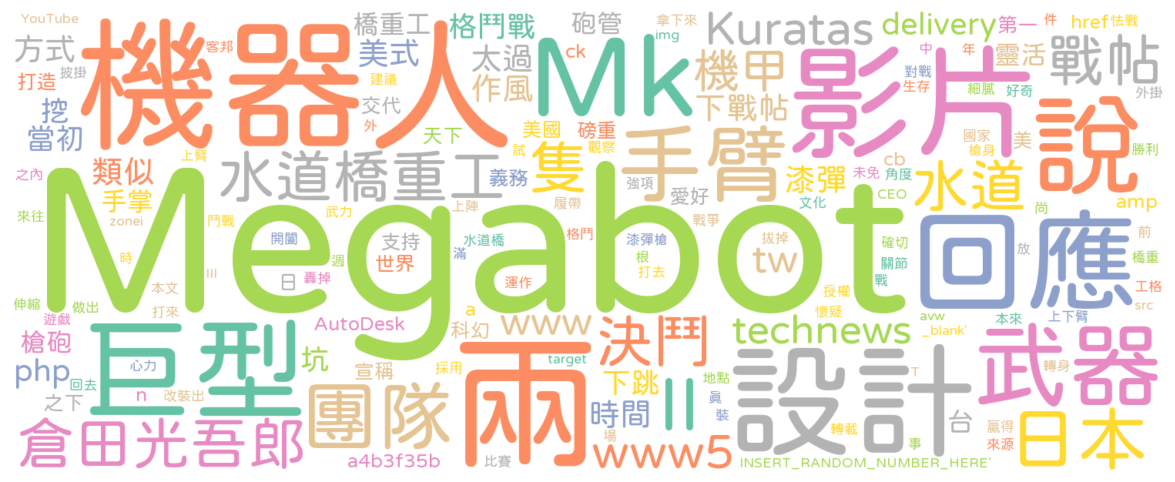 YouTube
客邦
橋重工
格鬥戰
砲管
拿下來
img
Kuratas
delivery
第一
件
href
怯戰
方式
打造
披掛
機器人
美式
建議
太過
作風
ck
Mk
機甲
下戰帖
影片
中
年
對戰
生存
細膩
好奇
靈活
戰帖
外掛
挖
當初
交代
外
天下
美國
試
磅重
觀察
手臂
國家
槍身
美
說
勝利
之內
類似
手掌
上臂
水道橋重工
義務
隻
強項
愛好
漆彈
文化
cb
未免
角度
CEO
水道
尚
amp
來往
zonei
鬥戰
武力
上陣
履帶
戰爭
Megabot
開闔
支持
世界
水道橋
滿
格鬥
漆彈槍
根
打去
拔掉
tw
確切
關節
戰
回應
前
橋重
放
時
III
日
轟掉
週
運作
本文
打來
伸縮
做出
遊戲
授權
懷疑
avw
_blank'
本來
上下臂
工格
src
槍砲
巨型
AutoDesk
a
科幻
www
決鬥
technews
武器
php
心力
回去
坑
宣稱
採用
兩
target
下跳
地點
II
設計
T
轉身
之下
n
改裝出
團隊
時間
真
裝
轉載
台
事
贏得
來源
日本
倉田光吾郎
a4b3f35b
比賽
場
www5
INSERT_RANDOM_NUMBER_HERE'